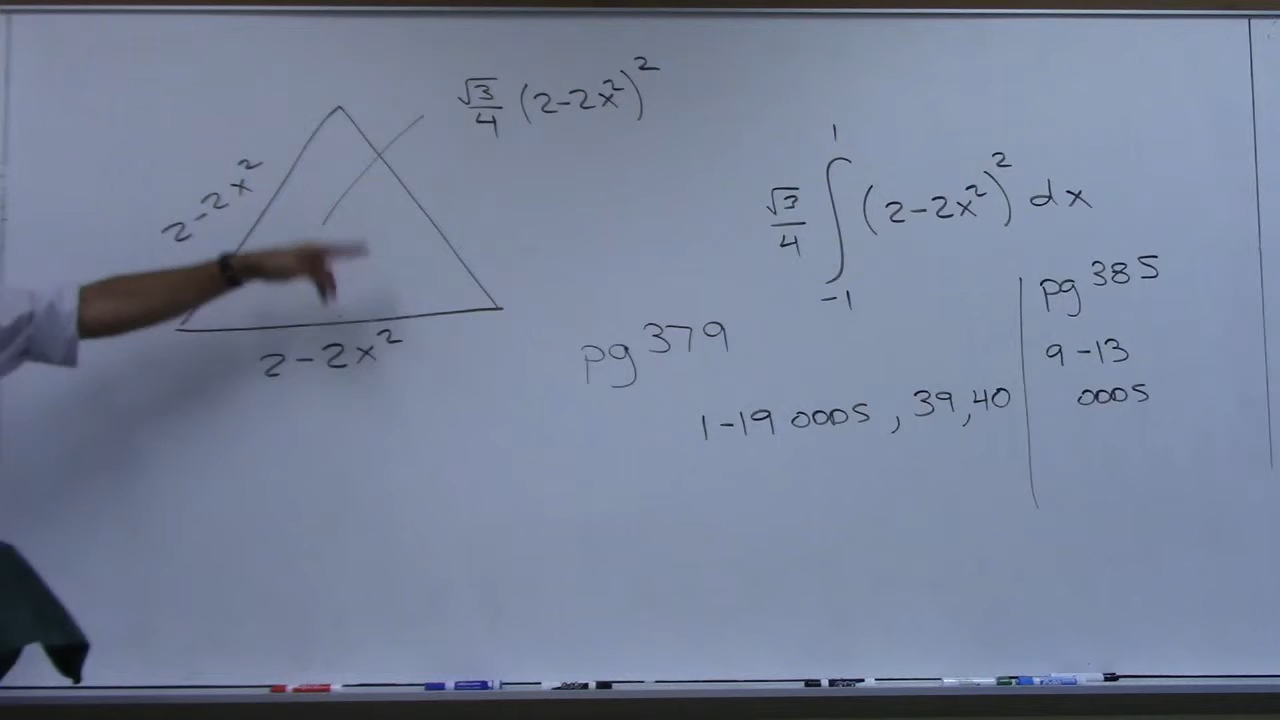 √3/4 (2-2x²)²
2-2x²
2-2x²
√3/4 ∫₋₁¹ (2-2x²)² dx
pg 379
1-19 ODDS, 39,40
pg 385
9-13
ODDS